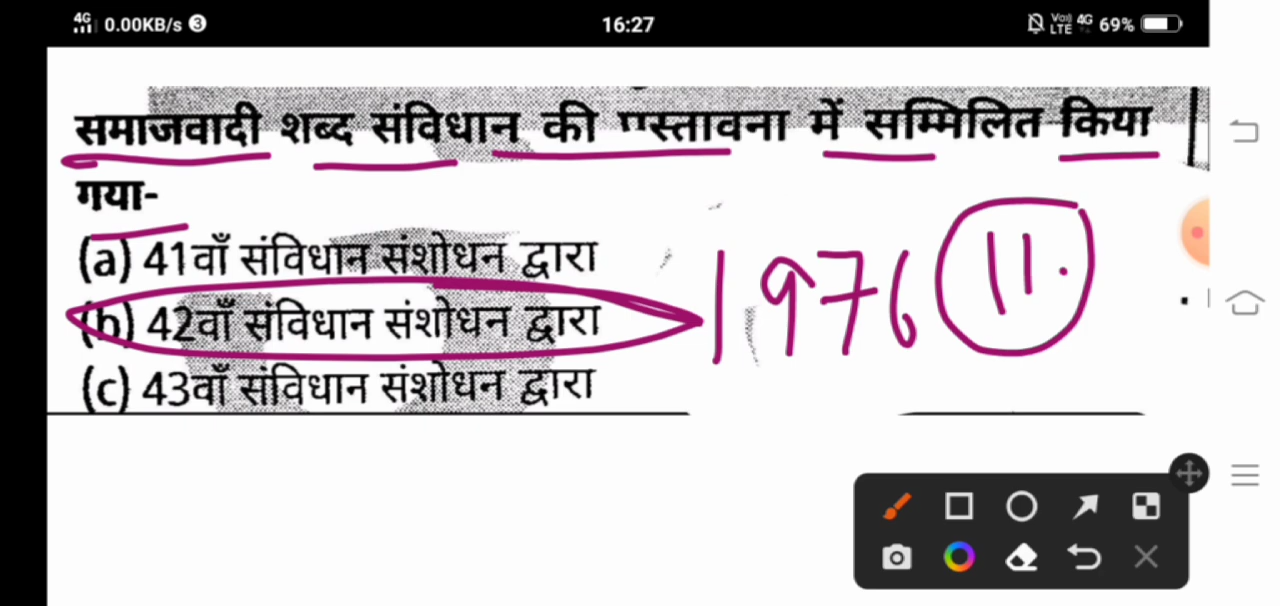 4G 0.00KB/s 3 16:27 Vo) LTE 4G 69%
समाजवादी शब्द संविधान की प्रस्तावना में सम्मिलित किया
गया-
(a) 41वाँ संविधान संशोधन द्वारा
(b) 42वाँ संविधान संशोधन द्वारा 1976 11.
(c) 43वाँ संविधान संशोधन द्वारा